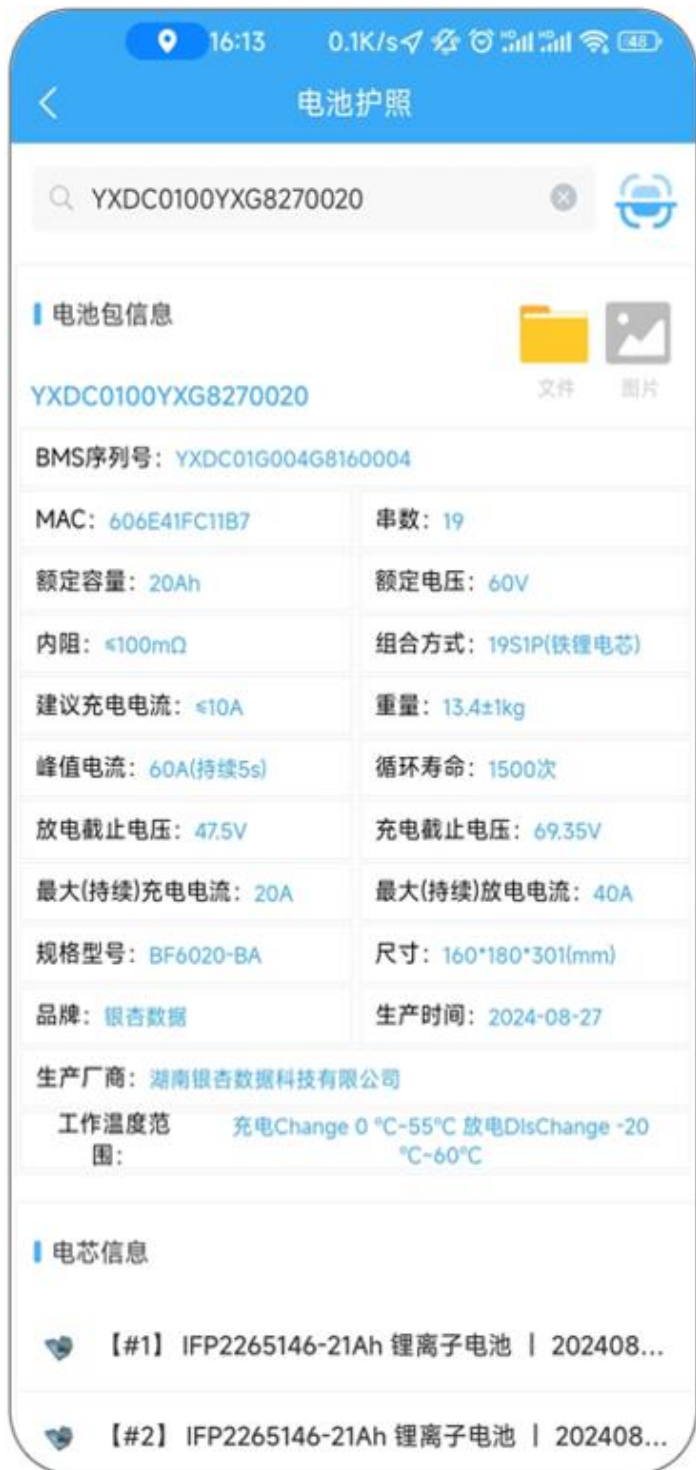 16:13 0.1K/s HD HD 48
电池护照
YXDC0100YXG8270020
电池包信息
文件 图片
YXDC0100YXG8270020
BMS序列号：YXDC01G004G8160004
MAC：606E41FC11B7 串数：19
额定容量：20Ah 额定电压：60V
内阻：≤100mΩ 组合方式：19S1P(铁锂电芯)
建议充电电流：≤10A 重量：13.4±1kg
峰值电流：60A(持续5s) 循环寿命：1500次
放电截止电压：47.5V 充电截止电压：69.35V
最大(持续)充电电流：20A 最大(持续)放电电流：40A
规格型号：BF6020-BA 尺寸：160*180*301(mm)
品牌：银杏数据 生产时间：2024-08-27
生产厂商：湖南银杏数据科技有限公司
工作温度范 充电Change 0 ℃~55℃ 放电DIsChange -20
围： ℃~60℃
电芯信息
【#1】 IFP2265146-21Ah 锂离子电池 | 202408...
【#2】 IFP2265146-21Ah 锂离子电池 | 202408...